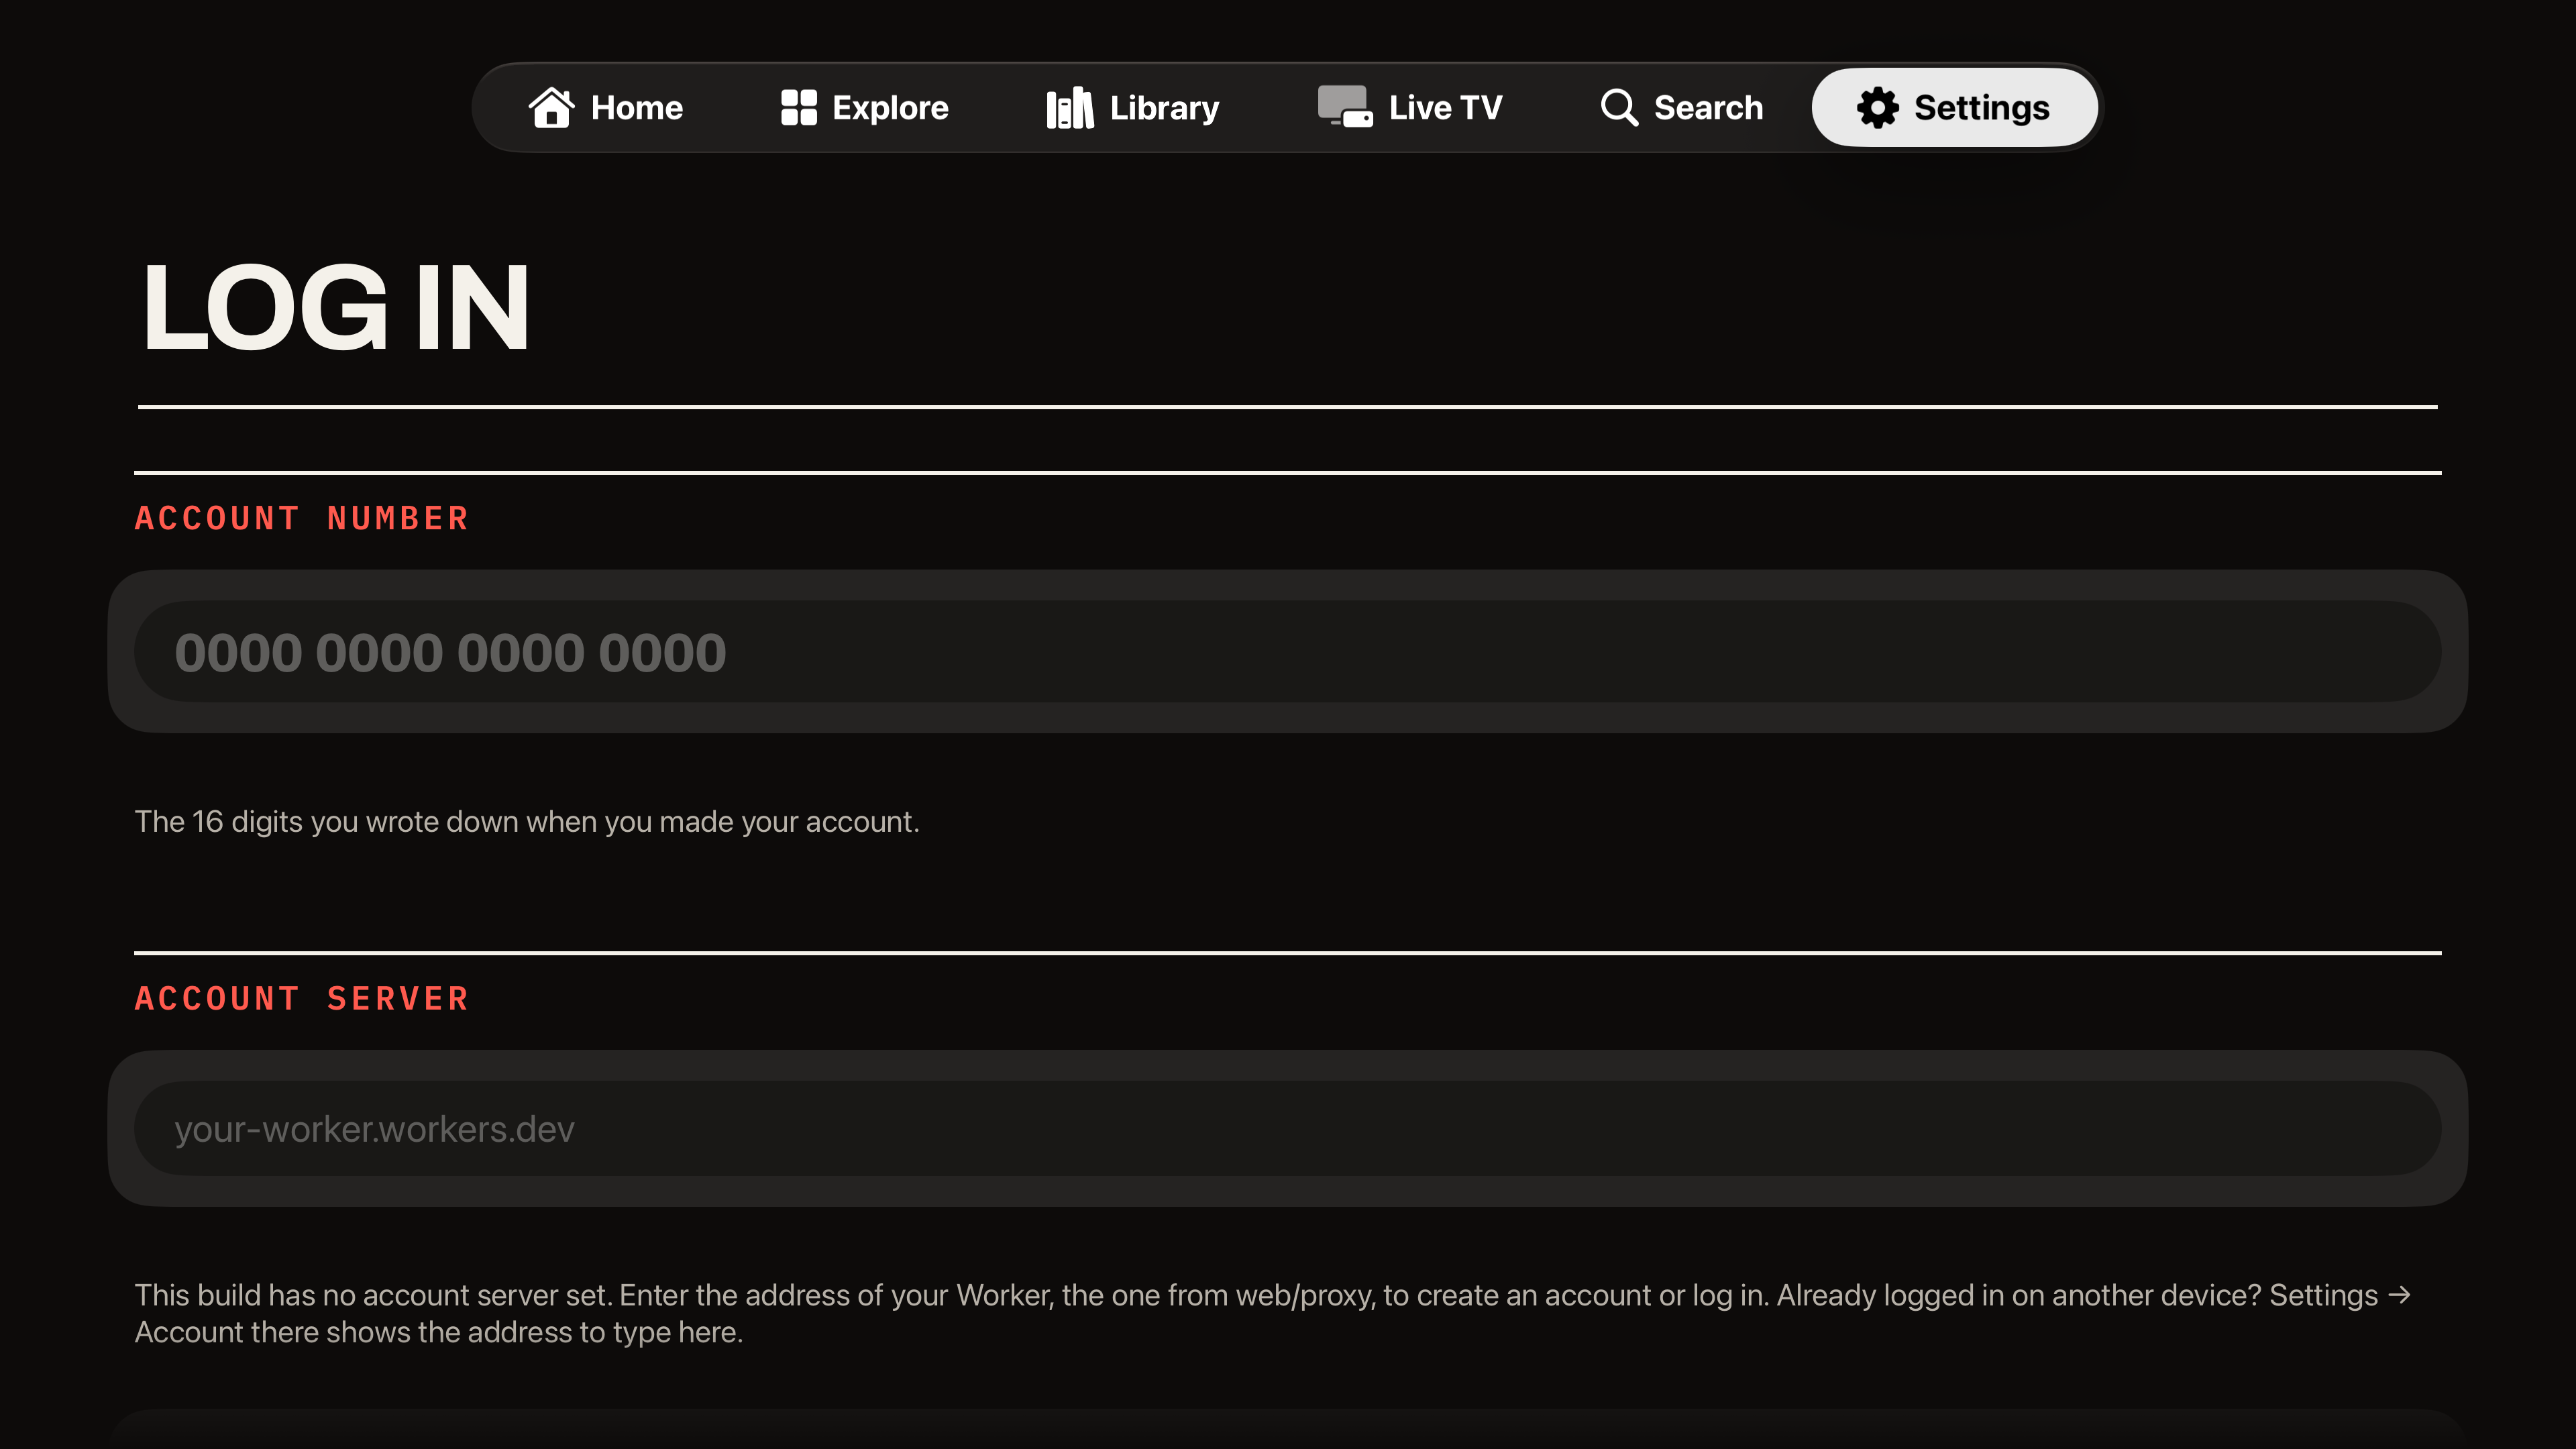 Home Explore Library Live TV Search Settings
LOG IN
ACCOUNT NUMBER
0000 0000 0000 0000
The 16 digits you wrote down when you made your account.
ACCOUNT SERVER
your-worker.workers.dev
This build has no account server set. Enter the address of your Worker, the one from web/proxy, to create an account or log in. Already logged in on another device? Settings →
Account there shows the address to type here.